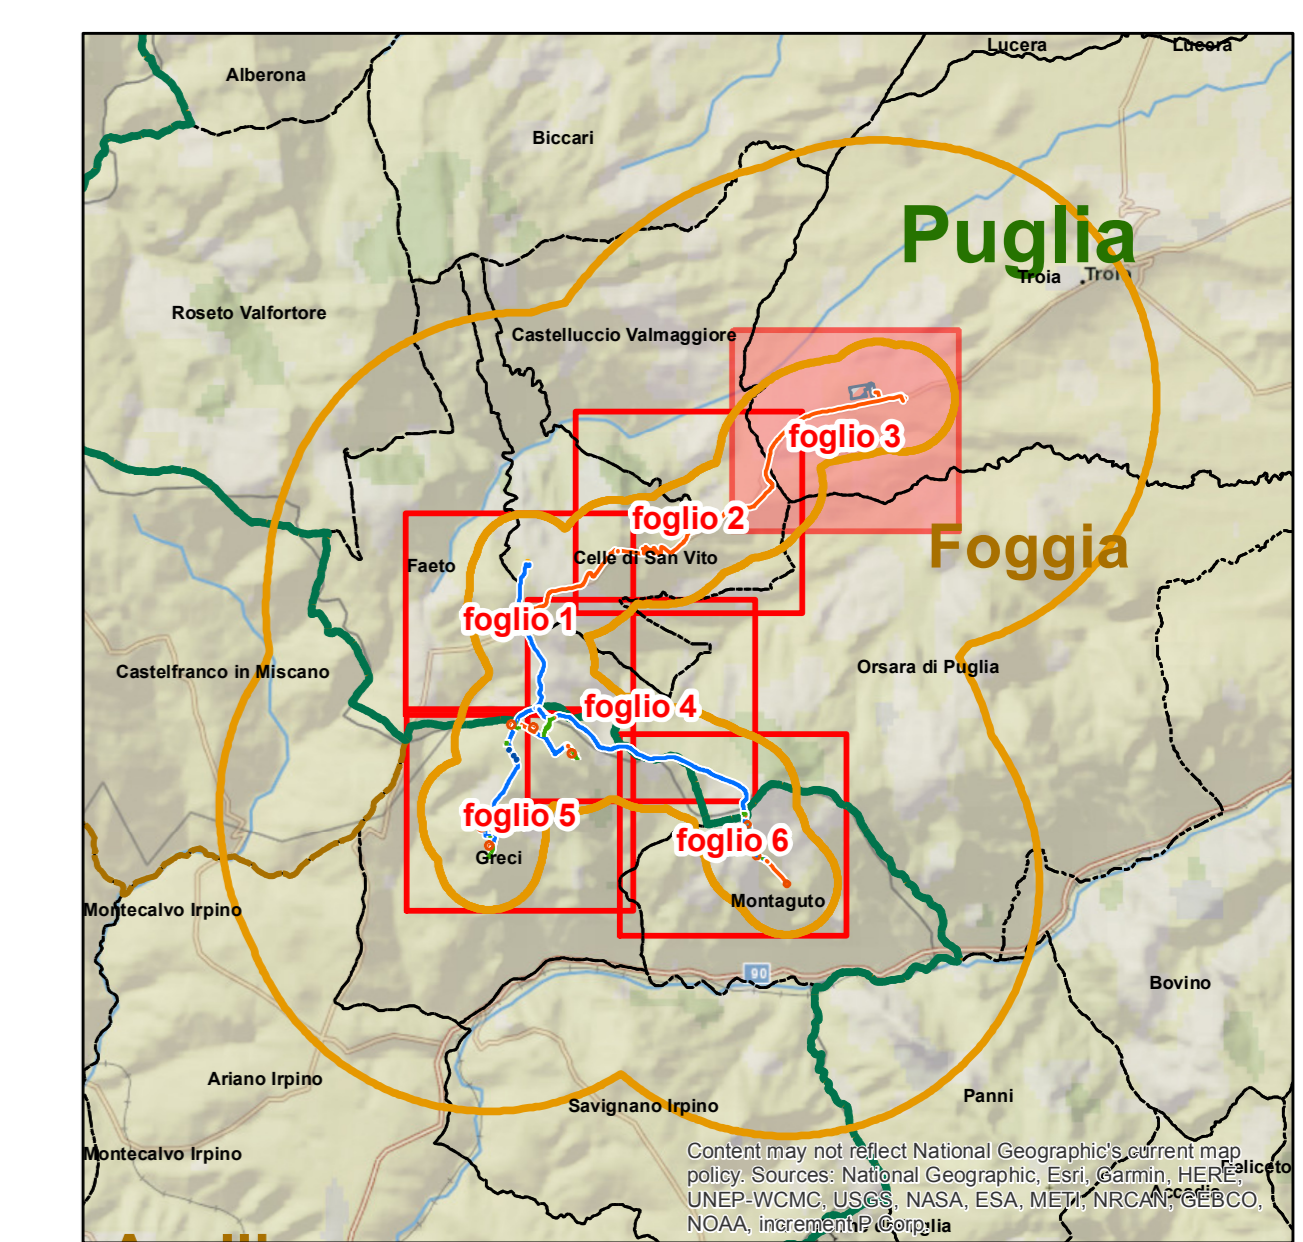 Lucera
Lucera
Alberona
Biccari
Puglia
Troia
Troia
Roseto Valfortore
Castelluccio Valmaggiore
foglio 3
foglio 2
Foggia
Celle di San Vito
Faeto
foglio 1
Orsara di Puglia
Castelfranco in Miscano
foglio 4
foglio 5
foglio 6
Greci
Montaguto
Montecalvo Irpino
90
Bovino
Ariano Irpino
Panni
Savignano Irpino
Montecalvo Irpino
Content may not reflect National Geographic's current map
policy. Sources: National Geographic, Esri, Garmin, HERE,
UNEP-WCMC, USGS, NASA, ESA, METI, NRCAN, GEBCO,
NOAA, increment P Corp.
Deliceto
Accadia